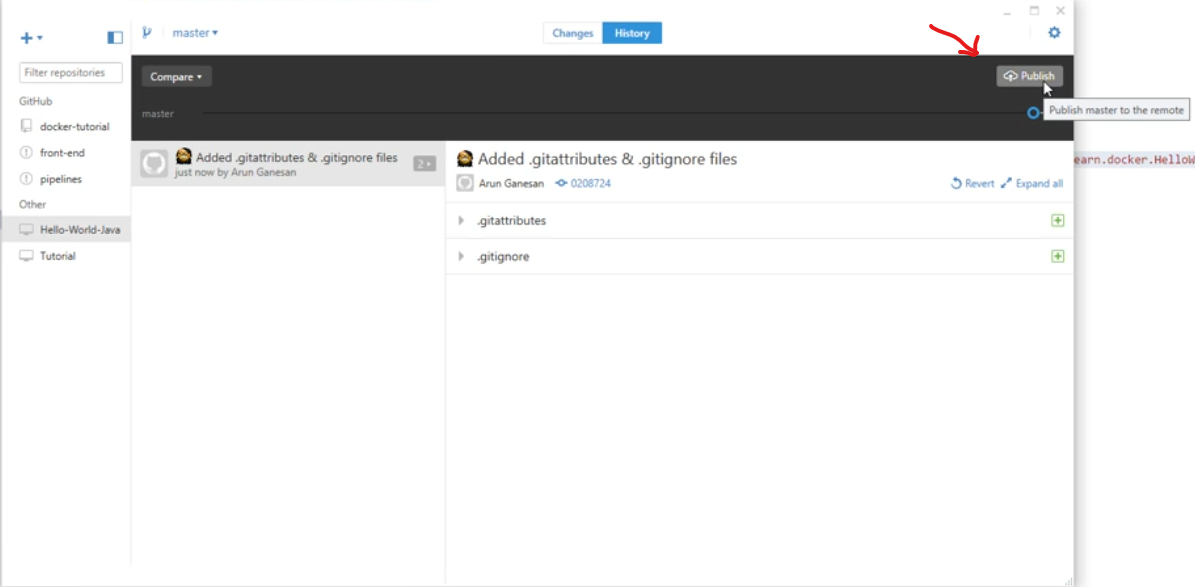 master
Changes
History
Filter repositories
GitHub
docker-tutorial
front-end
pipelines
Other
Hello-World-Java
Tutorial
Compare
Publish
Publish master to the remote
master
Added .gitattributes & .gitignore files
just now by Arun Ganesan
2
Added .gitattributes & .gitignore files
Arun Ganesan
0208724
Revert
Expand all
.gitattributes
.gitignore
earn.docker.HelloW